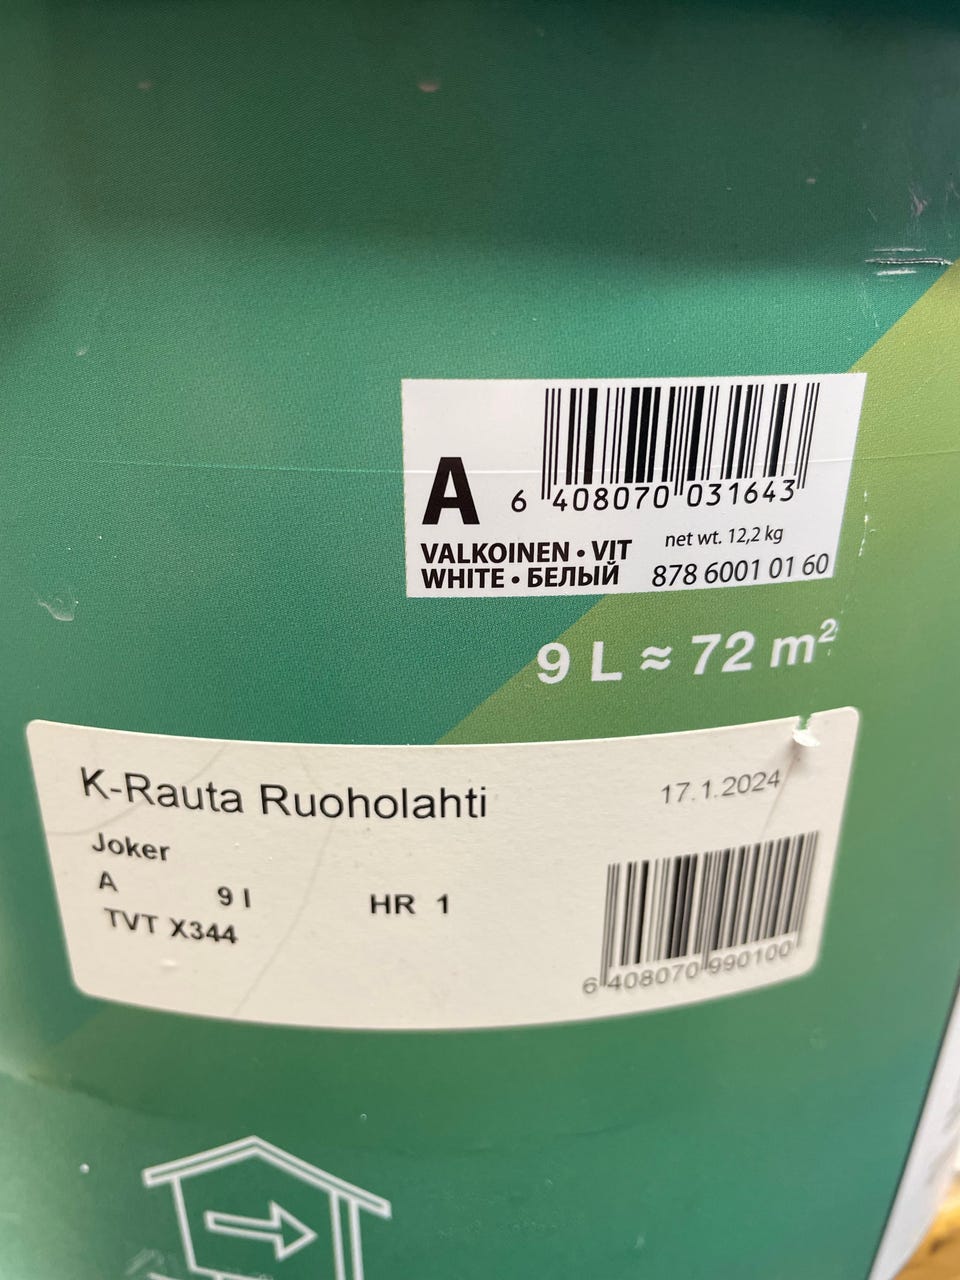 A
6 408070 031643
VALKOINEN • VIT
WHITE • БЕЛЫЙ
net wt. 12,2 kg
878 6001 01 60
9 L ≈ 72 m²
K-Rauta Ruoholahti
17.1.2024
Joker
A 9 l HR 1
TVT X344
6 408070 990100